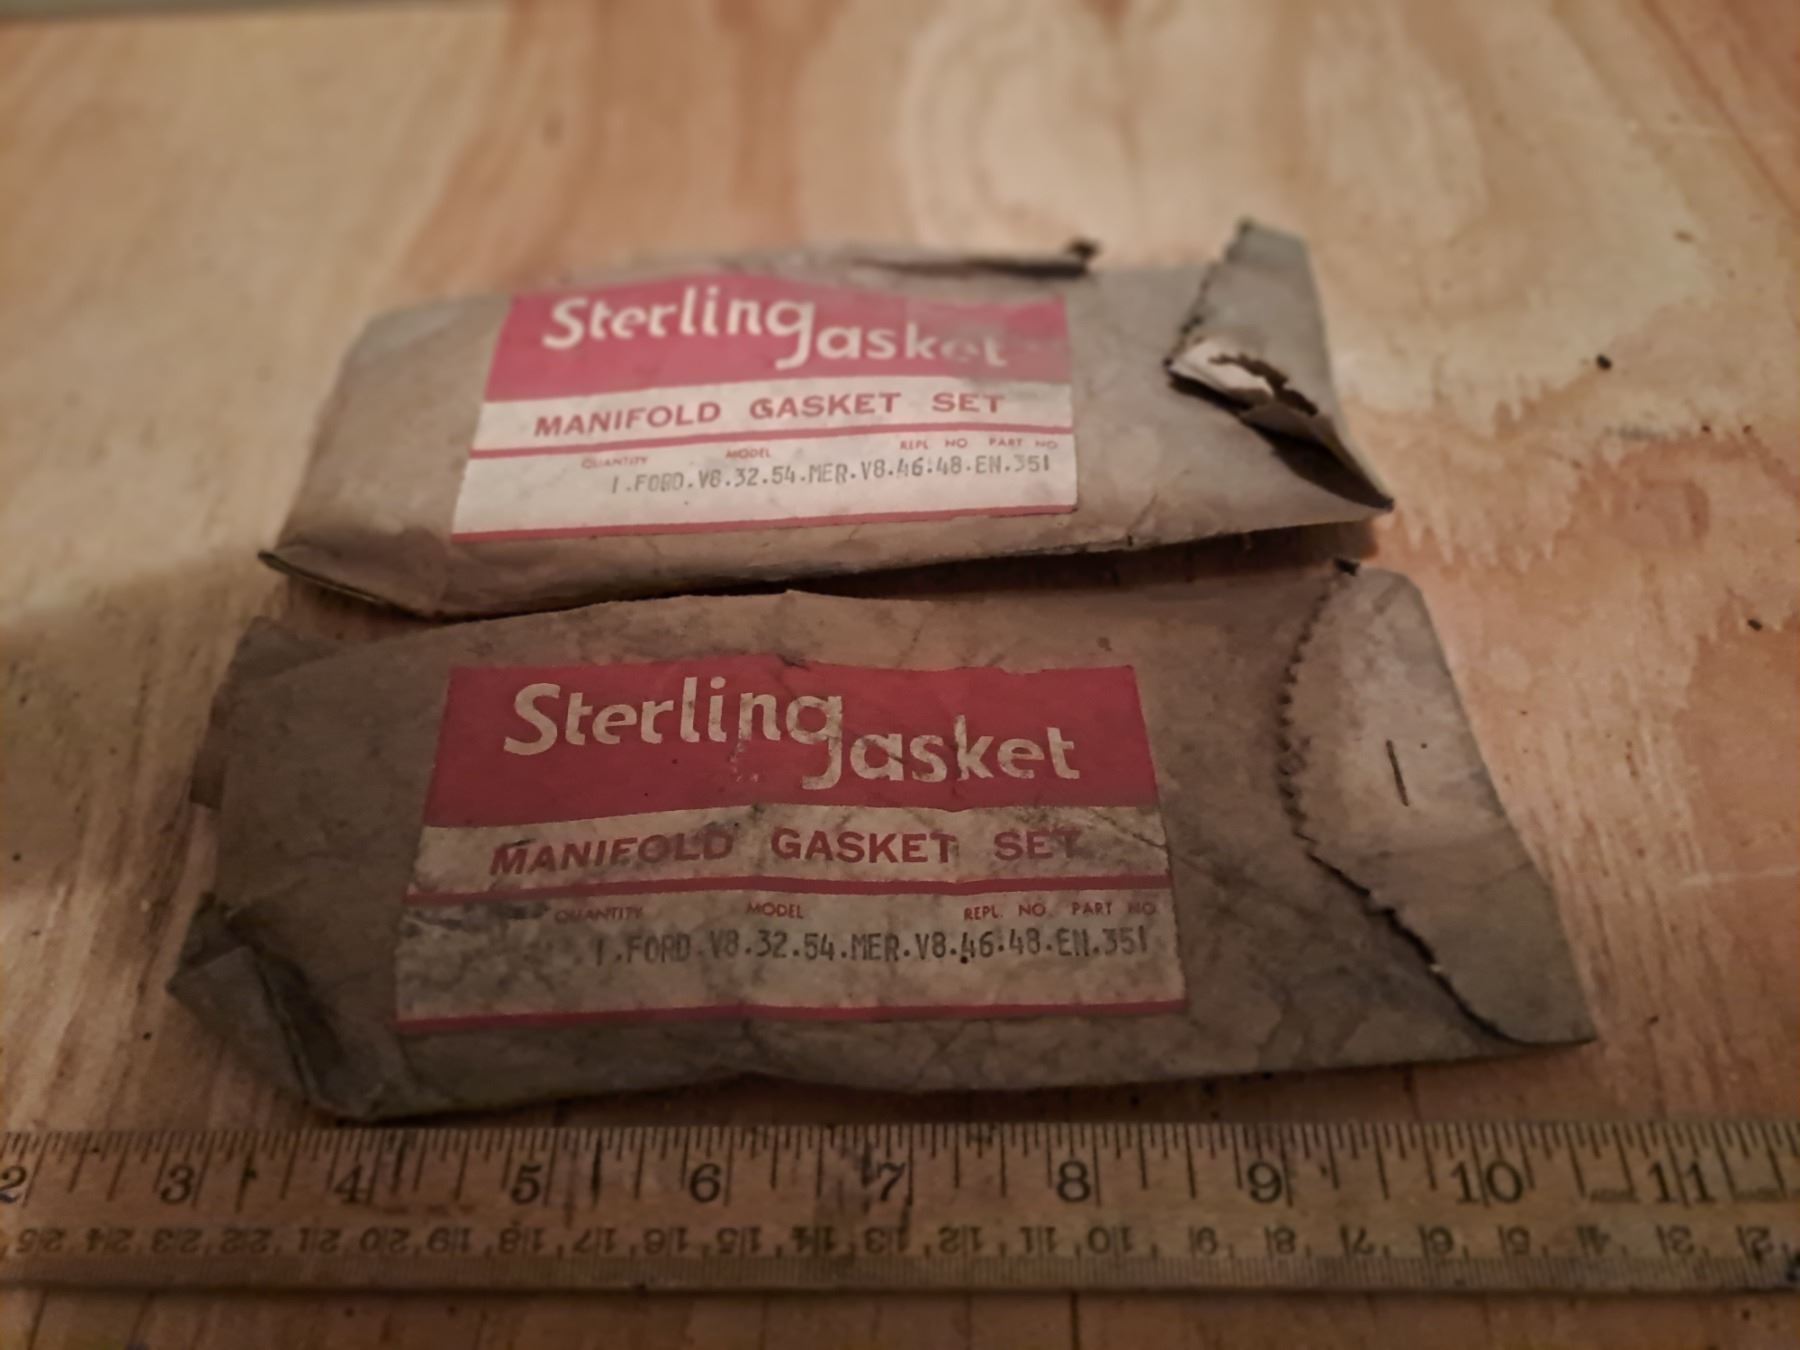 Sterling gasket
MANIFOLD GASKET SET
QUANTITY MODEL REPL. NO. PART NO.
1.FORD.V8.32.54.MER.V8.46.48.EN.351
Sterling gasket
MANIFOLD GASKET SET
QUANTITY MODEL REPL. NO. PART NO.
1.FORD.V8.32.54.MER.V8.46.48.EN.351
2 3 4 5 6 7 8 9 10 11
25 24 23 22 21 20 19 18 17 16 15 14 13 12 11 10 9 8 7 6 5 4 3 2